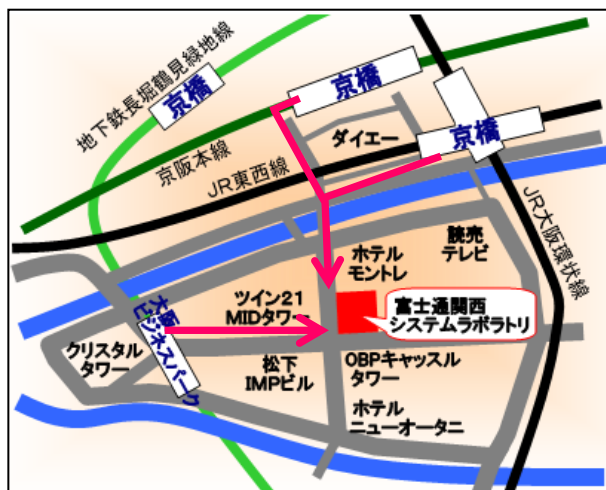 地下鉄長堀鶴見緑地線
京橋
京橋
京阪本線
ダイエー
京橋
JR東西線
JR大阪環状線
読売
テレビ
ホテル
モントレ
ツイン21
MIDタワー
富士通関西
システムラボラトリ
大阪
ビジネスパーク
クリスタル
タワー
松下
IMPビル
OBPキャッスル
タワー
ホテル
ニューオータニ